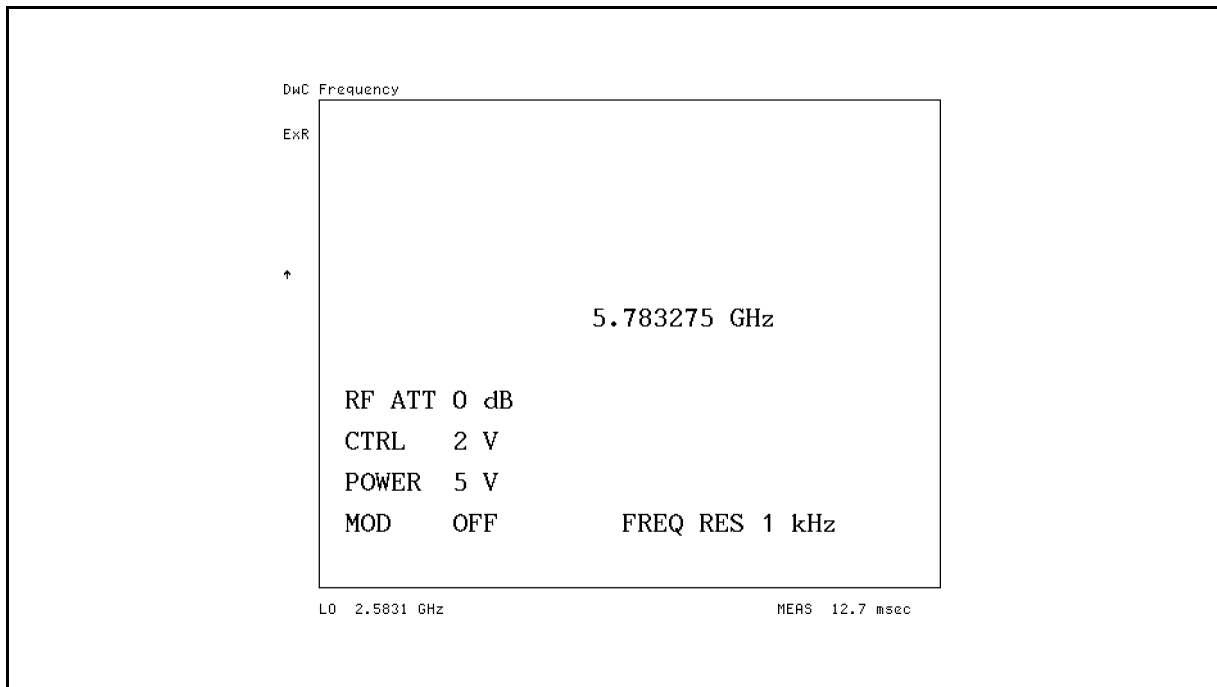 DwC Frequency
ExR
↑
5.783275 GHz
RF ATT 0 dB
CTRL 2 V
POWER 5 V
MOD OFF FREQ RES 1 kHz
LO 2.5831 GHz MEAS 12.7 msec